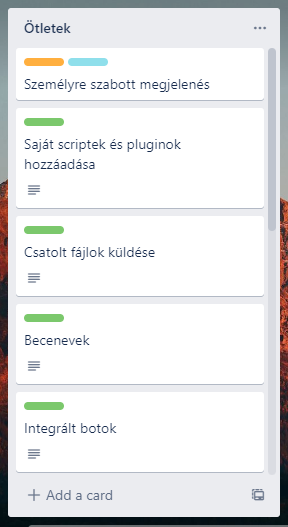 Ötletek
Személyre szabott megjelenés
Saját scriptek és pluginok
hozzáadása
Csatolt fájlok küldése
Becenevek
Integrált botok
Add a card